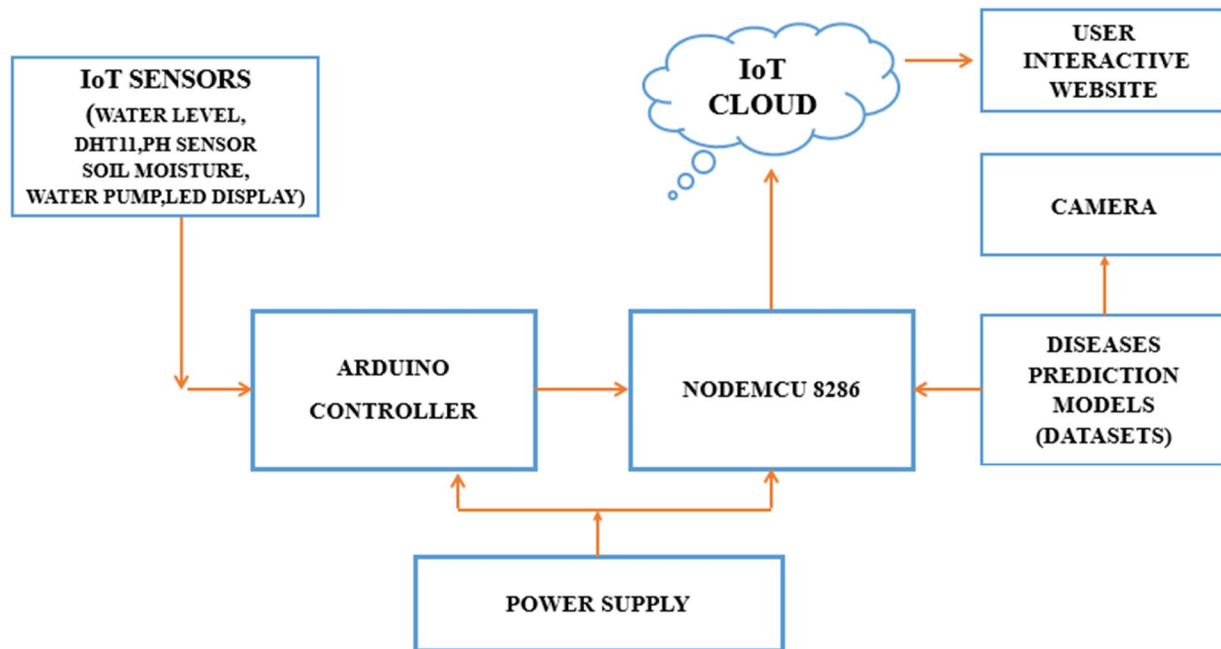 IoT SENSORS
(WATER LEVEL,
DHT11,PH SENSOR
SOIL MOISTURE,
WATER PUMP,LED DISPLAY)
IoT
CLOUD
USER
INTERACTIVE
WEBSITE
CAMERA
ARDUINO
CONTROLLER
NODEMCU 8286
DISEASES
PREDICTION
MODELS
(DATASETS)
POWER SUPPLY